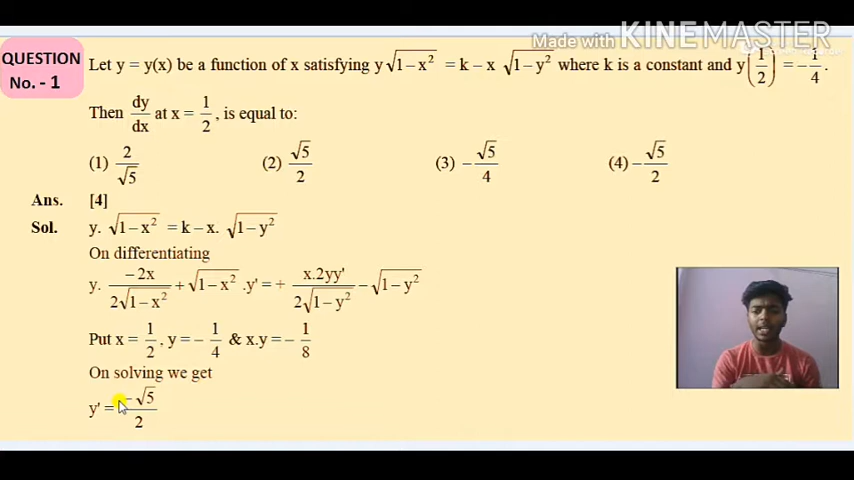 Made with KINEMASTER
QUESTION
No. - 1
Let y = y(x) be a function of x satisfying y√(1–x²) = k – x √(1–y²) where k is a constant and y(1/2) = –1/4.
Then dy/dx at x = 1/2, is equal to:
(1) 2/√5 (2) √5/2 (3) –√5/4 (4) –√5/2
Ans. [4]
Sol. y. √(1–x²) = k – x. √(1–y²)
On differentiating
y. –2x/(2√(1–x²)) + √(1–x²) .y' = + x.2yy'/(2√(1–y²)) – √(1–y²)
Put x = 1/2, y = – 1/4 & x.y = – 1/8
On solving we get
y' = –√5/2